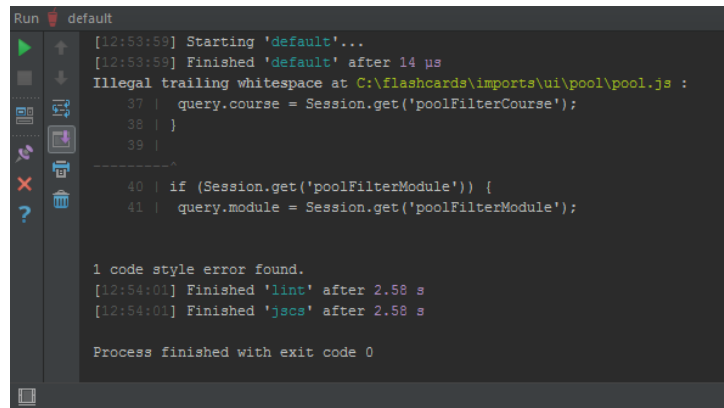 Run default
[12:53:59] Starting 'default'...
[12:53:59] Finished 'default' after 14 μs
Illegal trailing whitespace at C:\flashcards\imports\ui\pool\pool.js :
37 |  query.course = Session.get('poolFilterCourse');
38 | }
39 |
---------^
40 | if (Session.get('poolFilterModule')) {
41 |  query.module = Session.get('poolFilterModule');
1 code style error found.
[12:54:01] Finished 'lint' after 2.58 s
[12:54:01] Finished 'jscs' after 2.58 s
Process finished with exit code 0